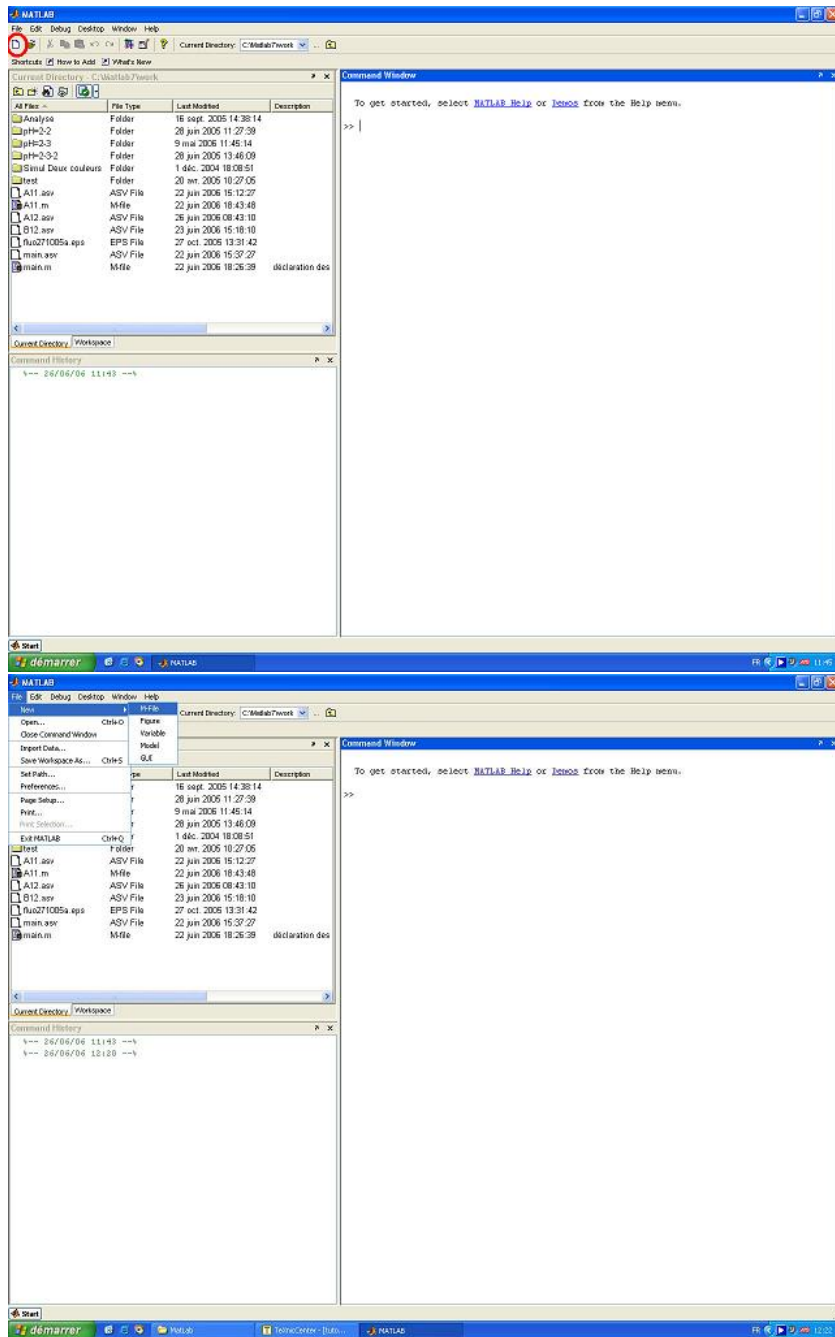 MATLAB
File Edit Debug Desktop Window Help
Current Directory: C:\Matlab7\work
Shortcuts How to Add What's New
Current Directory - C:\Matlab7\work
All Files File Type Last Modified Description
Analyse Folder 16 sept. 2005 14:38:14
pH=2-2 Folder 28 juin 2005 11:27:39
pH=2-3 Folder 9 mai 2006 11:45:14
pH=2-3-2 Folder 28 juin 2005 13:46:09
Simul Deux couleurs Folder 1 déc. 2004 18:08:51
test Folder 20 avr. 2005 10:27:05
A11.asv ASV File 22 juin 2006 15:12:27
A11.m M-file 22 juin 2006 18:43:48
A12.asv ASV File 26 juin 2006 08:43:10
B12.asv ASV File 23 juin 2006 15:18:10
fluo271005a.eps EPS File 27 oct. 2005 13:31:42
main.asv ASV File 22 juin 2006 15:37:27
main.m M-file 22 juin 2006 18:26:39 déclaration des
Current Directory Workspace
Command History
%-- 26/06/06 11:43 --%
Command Window
To get started, select MATLAB Help or Demos from the Help menu.
>>
Start
démarrer MATLAB FR 11:45
MATLAB
File Edit Debug Desktop Window Help
New
Open... Ctrl+O
Close Command Window
Import Data...
Save Workspace As... Ctrl+S
Set Path...
Preferences...
Page Setup...
Print...
Print Selection...
Exit MATLAB Ctrl+Q
M-File
Figure
Variable
Model
GUI
Current Directory: C:\Matlab7\work
Last Modified Description
16 sept. 2005 14:38:14
28 juin 2005 11:27:39
9 mai 2006 11:45:14
28 juin 2005 13:46:09
1 déc. 2004 18:08:51
test Folder 20 avr. 2005 10:27:05
A11.asv ASV File 22 juin 2006 15:12:27
A11.m M-file 22 juin 2006 18:43:48
A12.asv ASV File 26 juin 2006 08:43:10
B12.asv ASV File 23 juin 2006 15:18:10
fluo271005a.eps EPS File 27 oct. 2005 13:31:42
main.asv ASV File 22 juin 2006 15:37:27
main.m M-file 22 juin 2006 18:26:39 déclaration des
Current Directory Workspace
Command History
%-- 26/06/06 11:43 --%
%-- 26/06/06 12:20 --%
Command Window
To get started, select MATLAB Help or Demos from the Help menu.
>>
Start
démarrer MatLab TeXnicCenter - [tuto... MATLAB FR